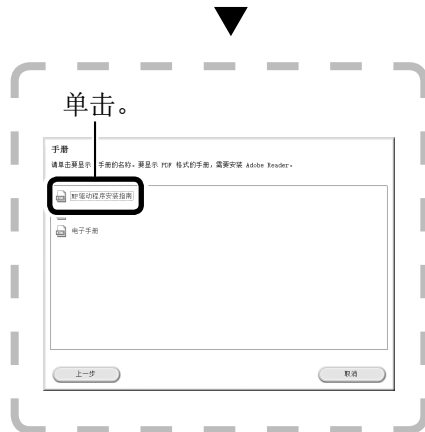 单击。
手册
请单击要显示 手册的名称。要显示 PDF 格式的手册，需要安装 Adobe Reader。
MP驱动程序安装指南
电子手册
上一步
取消